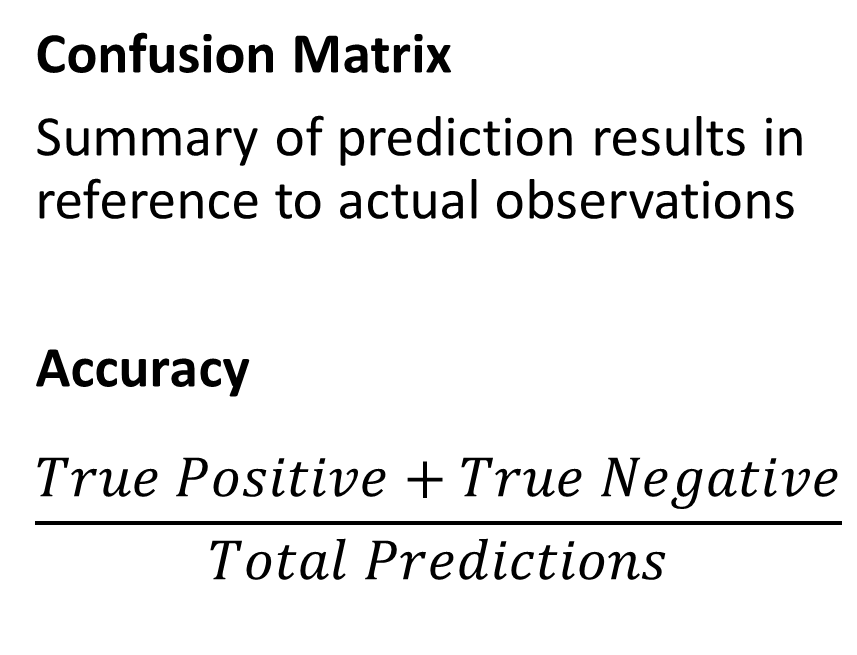 Confusion Matrix
Summary of prediction results in
reference to actual observations
Accuracy
True Positive + True Negative
Total Predictions